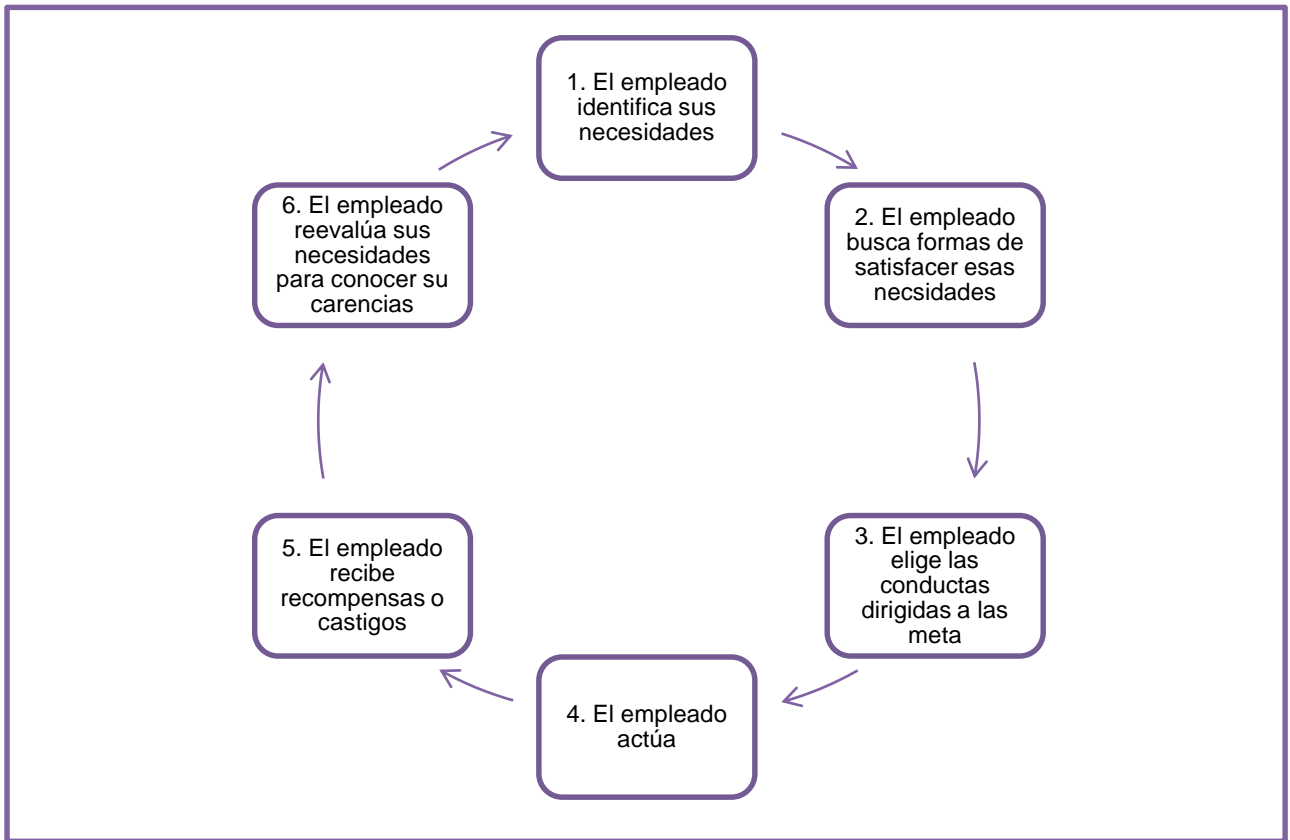 1. El empleado
identifica sus
necesidades
2. El empleado
busca formas de
satisfacer esas
necsidades
3. El empleado
elige las
conductas
dirigidas a las
meta
4. El empleado
actúa
5. El empleado
recibe
recompensas o
castigos
6. El empleado
reevalúa sus
necesidades
para conocer su
carencias